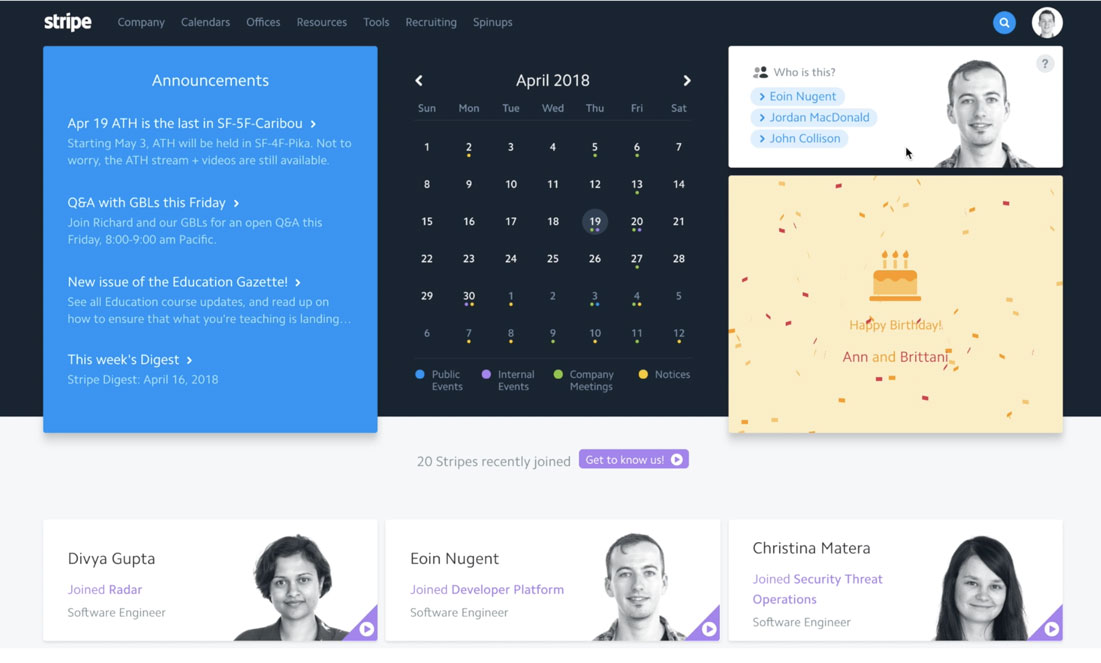 stripe Company Calendars Offices Resources Tools Recruiting Spinups
Announcements
Apr 19 ATH is the last in SF-5F-Caribou
Starting May 3, ATH will be held in SF-4F-Pika. Not to
worry, the ATH stream + videos are still available.
Q&A with GBLs this Friday
Join Richard and our GBLs for an open Q&A this
Friday, 8:00-9:00 am Pacific.
New issue of the Education Gazette!
See all Education course updates, and read up on
how to ensure that what you're teaching is landing...
This week's Digest
Stripe Digest: April 16, 2018
April 2018
Sun Mon Tue Wed Thu Fri Sat
1 2 3 4 5 6 7
8 9 10 11 12 13 14
15 16 17 18 19 20 21
22 23 24 25 26 27 28
29 30 1 2 3 4 5
6 7 8 9 10 11 12
Public Events
Internal Events
Company Meetings
Notices
Who is this?
?
Eoin Nugent
Jordan MacDonald
John Collison
Happy Birthday!
Ann and Brittani
20 Stripes recently joined Get to know us!
Divya Gupta
Joined Radar
Software Engineer
Eoin Nugent
Joined Developer Platform
Software Engineer
Christina Matera
Joined Security Threat
Operations
Software Engineer